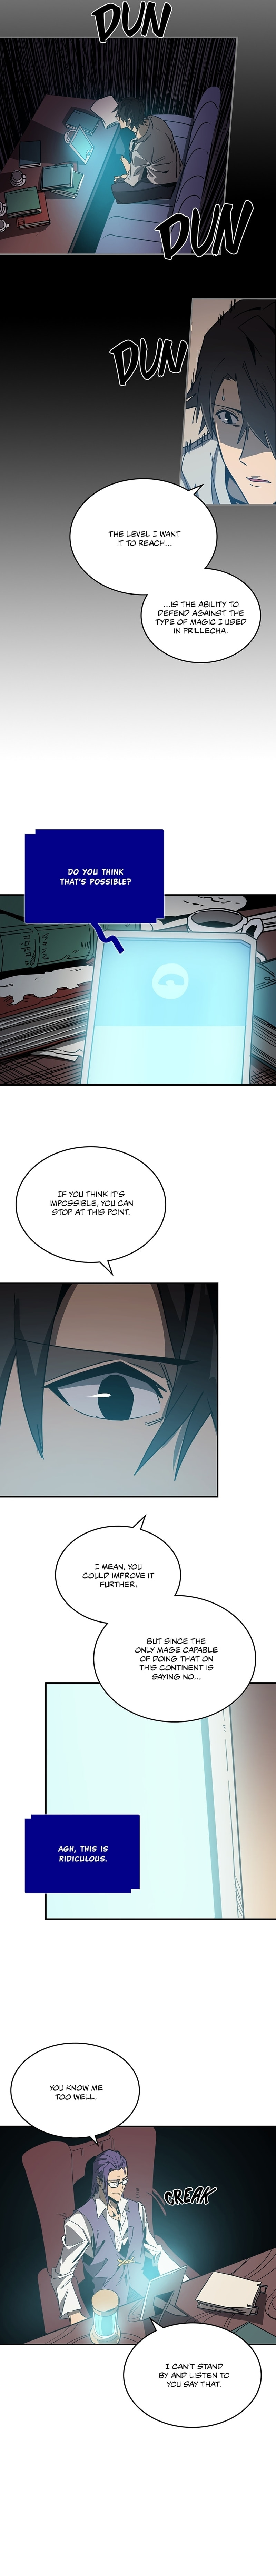 DUN
DUN
DUN
THE LEVEL I WANT
IT TO REACH...
...IS THE ABILITY TO
DEFEND AGAINST THE
TYPE OF MAGIC I USED
IN PRILLECHA.
DO YOU THINK
THAT'S POSSIBLE?
IF YOU THINK IT'S
IMPOSSIBLE, YOU CAN
STOP AT THIS POINT.
I MEAN, YOU
COULD IMPROVE IT
FURTHER,
BUT SINCE THE
ONLY MAGE CAPABLE
OF DOING THAT ON
THIS CONTINENT IS
SAYING NO...
AGH, THIS IS
RIDICULOUS.
YOU KNOW ME
TOO WELL.
CREAK
I CAN'T STAND
BY AND LISTEN TO
YOU SAY THAT.